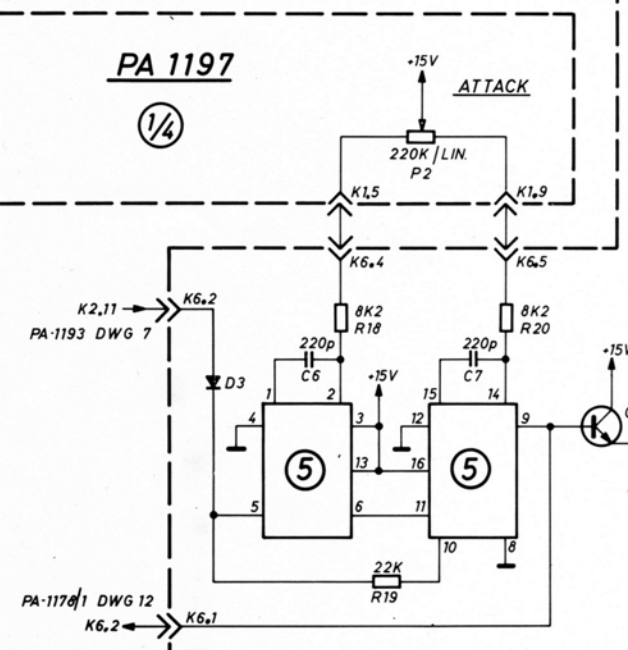 PA 1197
1/4
+15V
ATTACK
220K/LIN.
P2
K1.5
K1.9
K6.4
K6.5
K2.11
K6.2
PA-1193 DWG 7
8K2
R18
8K2
R20
220p
C6
220p
C7
+15V
+15V
D3
1
2
15
14
4
3
12
9
5
13
16
5
5
6
11
10
8
22K
R19
PA-1178/1 DWG 12
K6.2
K6.1